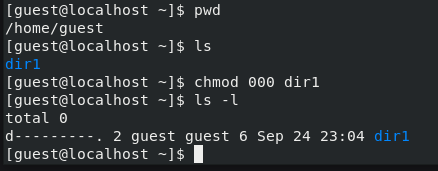 [guest@localhost ~]$ pwd
/home/guest
[guest@localhost ~]$ ls
dir1
[guest@localhost ~]$ chmod 000 dir1
[guest@localhost ~]$ ls -l
total 0
d---------. 2 guest guest 6 Sep 24 23:04 dir1
[guest@localhost ~]$